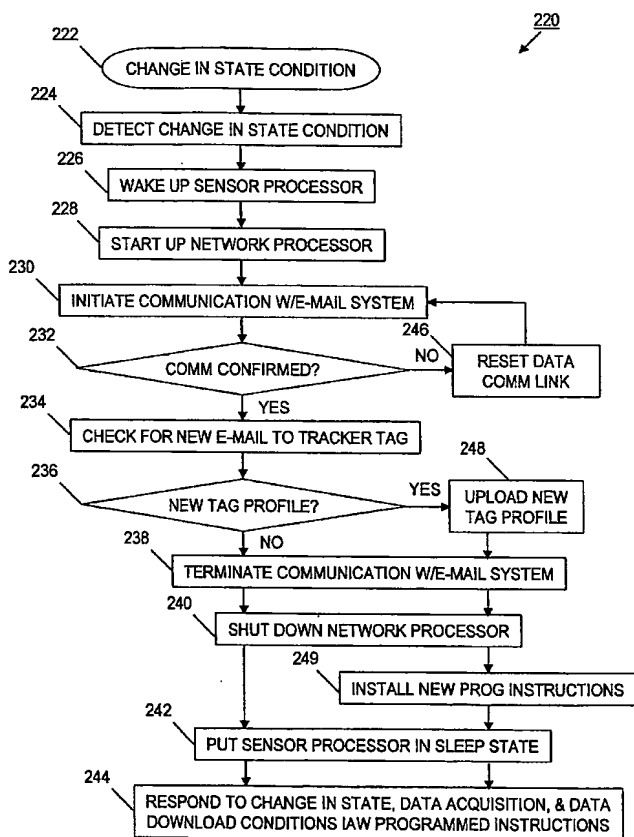 220
222
CHANGE IN STATE CONDITION
224
DETECT CHANGE IN STATE CONDITION
226
WAKE UP SENSOR PROCESSOR
228
START UP NETWORK PROCESSOR
230
INITIATE COMMUNICATION W/E-MAIL SYSTEM
232
COMM CONFIRMED?
NO
246
RESET DATA
COMM LINK
YES
234
CHECK FOR NEW E-MAIL TO TRACKER TAG
236
NEW TAG PROFILE?
YES
248
UPLOAD NEW
TAG PROFILE
NO
238
TERMINATE COMMUNICATION W/E-MAIL SYSTEM
240
SHUT DOWN NETWORK PROCESSOR
249
INSTALL NEW PROG INSTRUCTIONS
242
PUT SENSOR PROCESSOR IN SLEEP STATE
244
RESPOND TO CHANGE IN STATE, DATA ACQUISITION, & DATA
DOWNLOAD CONDITIONS IAW PROGRAMMED INSTRUCTIONS